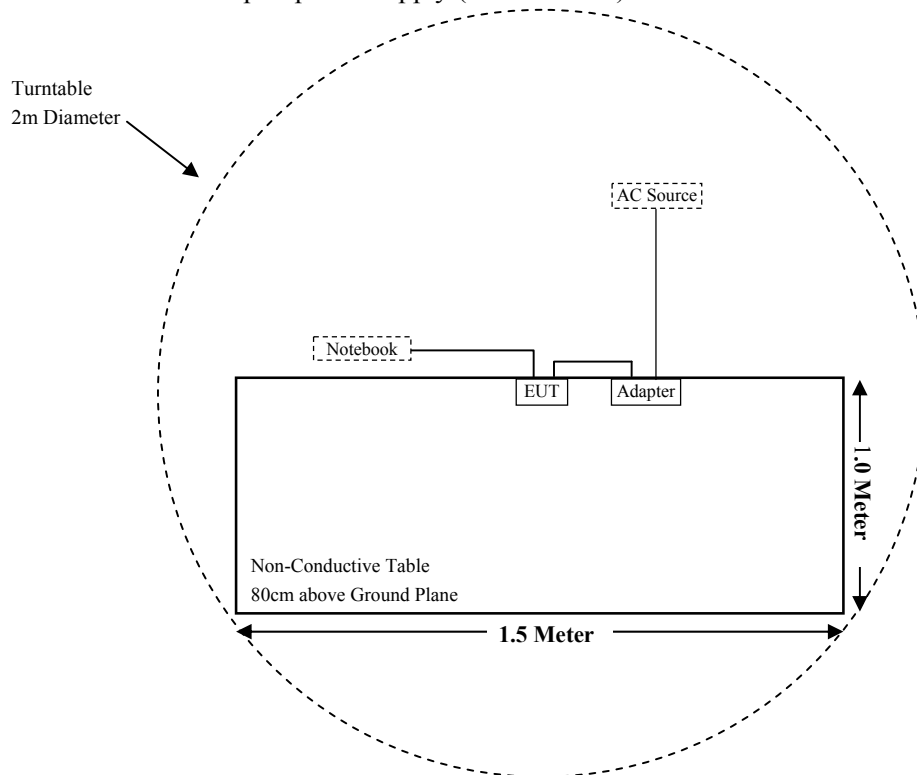 Turntable
2m Diameter
AC Source
Notebook
EUT
Adapter
1.0 Meter
Non-Conductive Table
80cm above Ground Plane
1.5 Meter